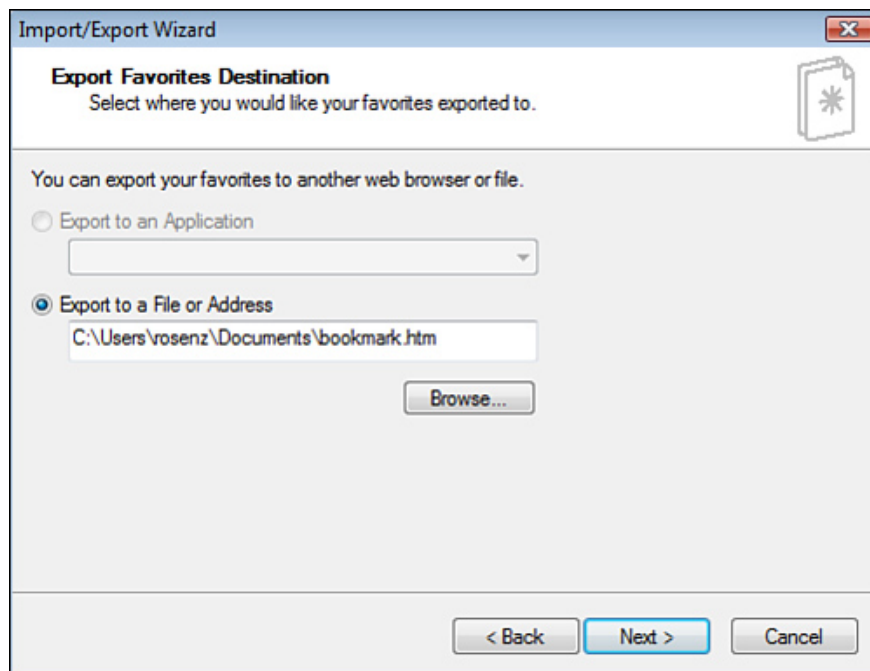 Import/Export Wizard
Export Favorites Destination
Select where you would like your favorites exported to.
You can export your favorites to another web browser or file.
Export to an Application
Export to a File or Address
C:\Users\rosenz\Documents\bookmark.htm
Browse...
< Back Next > Cancel